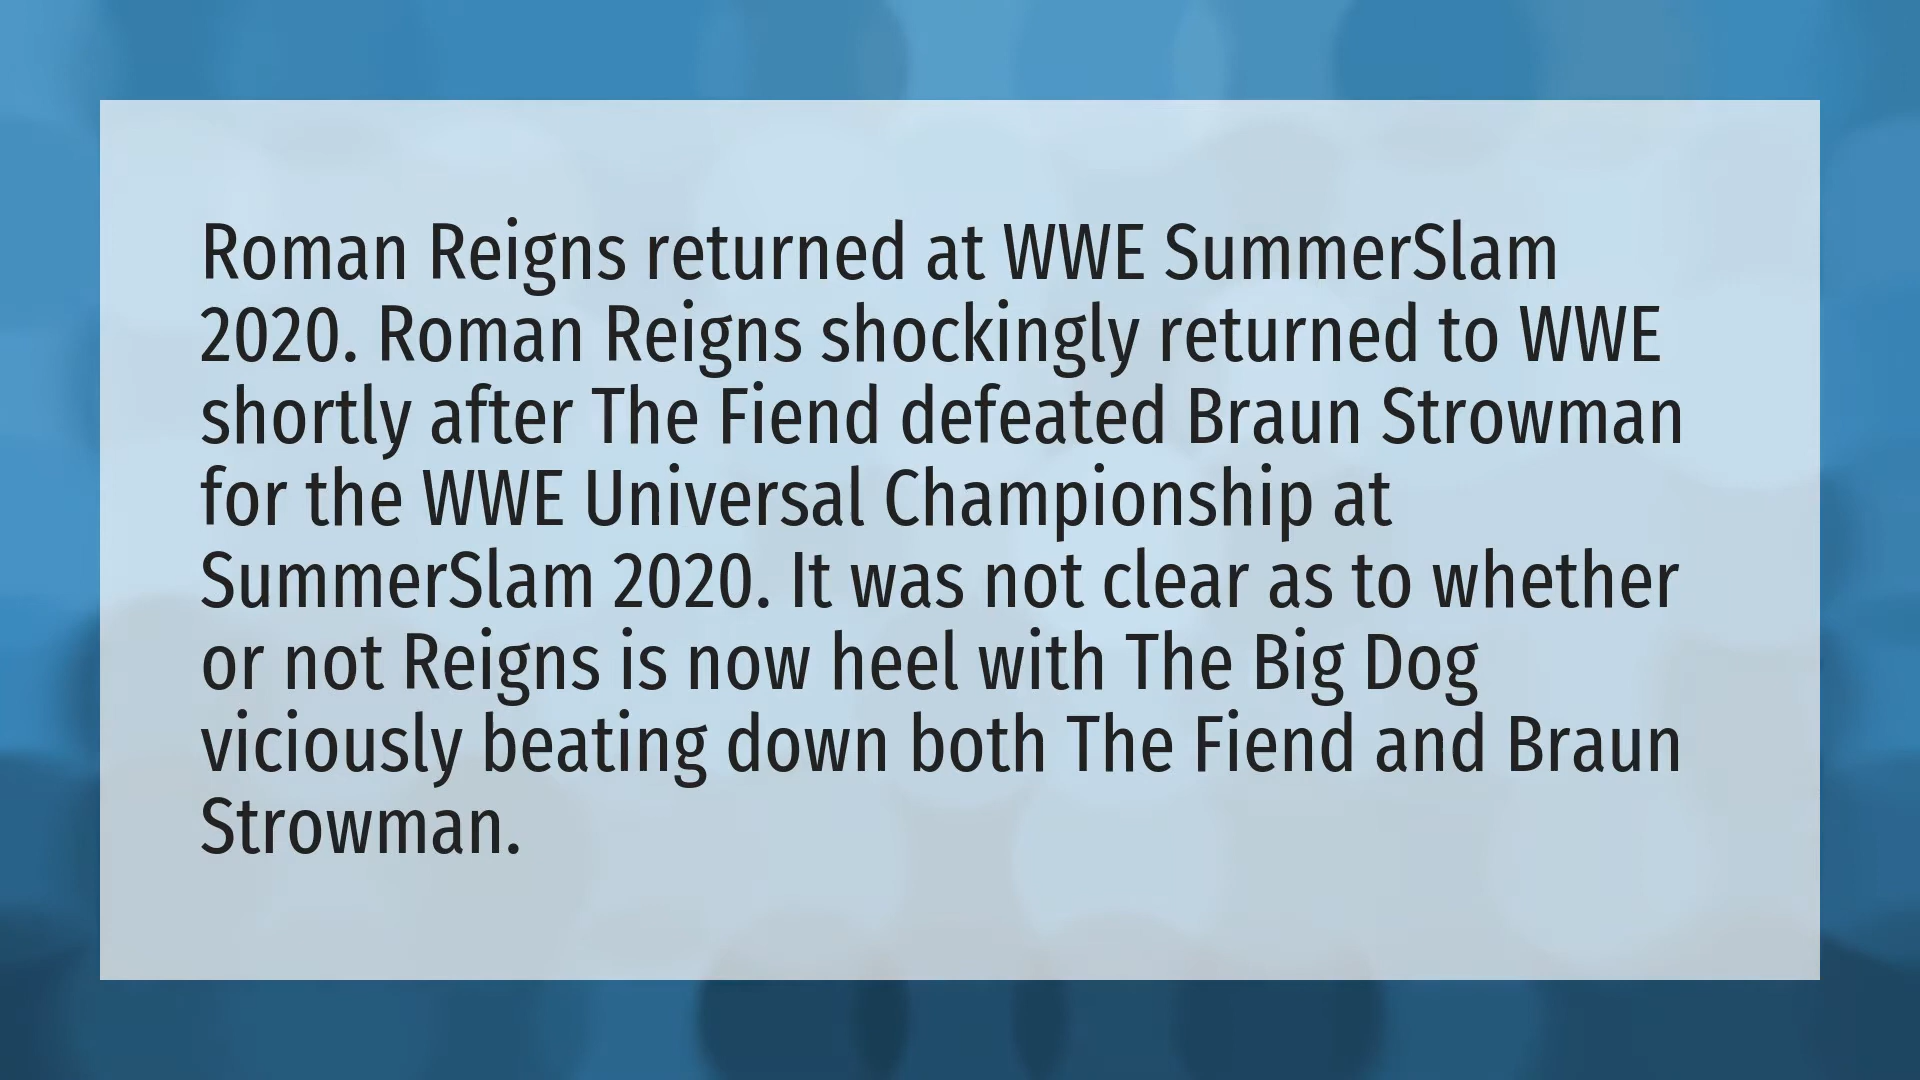 Roman Reigns returned at WWE SummerSlam
2020. Roman Reigns shockingly returned to WWE
shortly after The Fiend defeated Braun Strowman
for the WWE Universal Championship at
SummerSlam 2020. It was not clear as to whether
or not Reigns is now heel with The Big Dog
viciously beating down both The Fiend and Braun
Strowman.